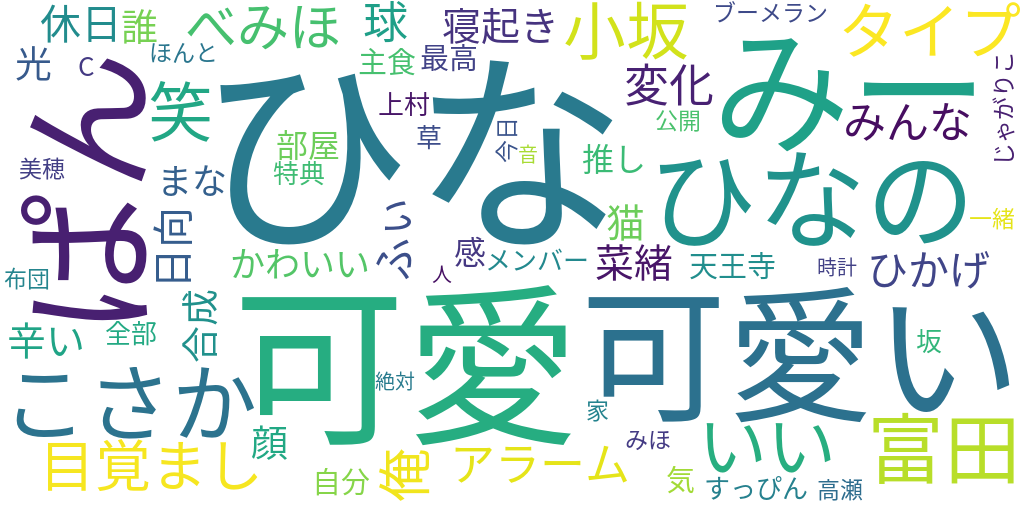 休日
誰
べみほ
球
寝起き
小坂
ブーメラン
タイプ
光
C
ほんと
主食
最高
変化
みー
じゃがりこ
ぱん
笑
ひな
上村
草
今日
音
公開
みんな
美穂
まな
部屋
特典
推し
ひなの
日向
ふぃ
猫
一緒
布団
かわいい
感
メンバー
菜緒
天王寺
時計
ひかげ
人
辛い
全部
合成
可愛
可愛い
坂
こさか
絶対
家
目覚まし
顔
自分
俺
アラーム
みほ
気
いい
すっぴん
高瀬
富田